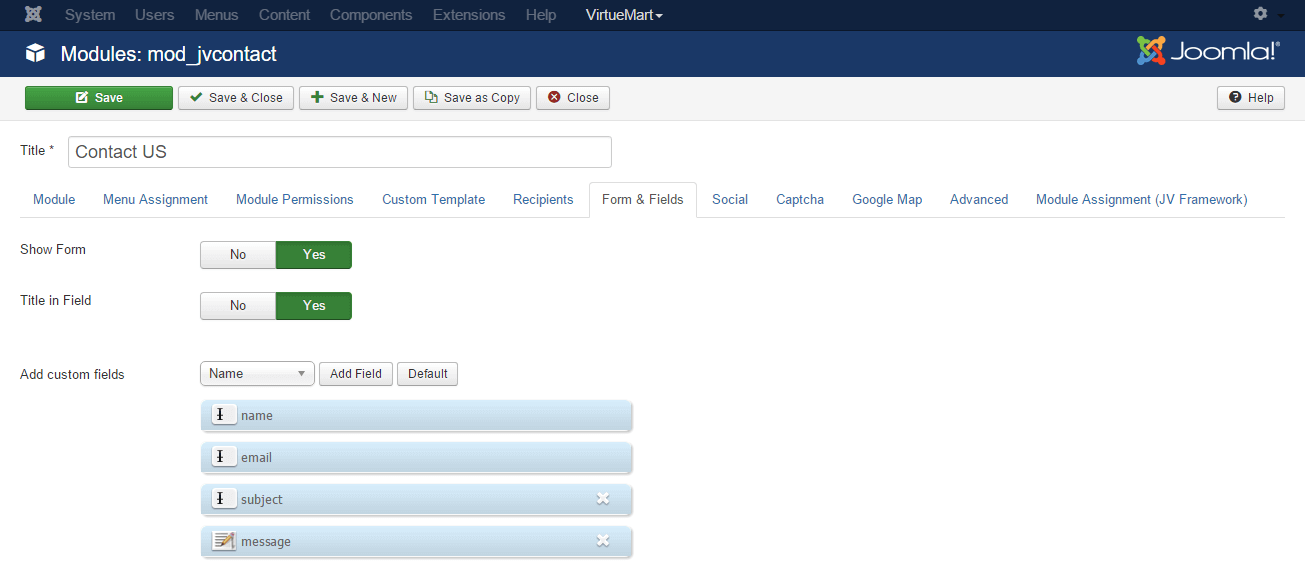 System Users Menus Content Components Extensions Help VirtueMart
Modules: mod_jvcontact
Joomla!®
Save Save & Close Save & New Save as Copy Close Help
Title * Contact US
Module Menu Assignment Module Permissions Custom Template Recipients Form & Fields Social Captcha Google Map Advanced Module Assignment (JV Framework)
Show Form No Yes
Title in Field No Yes
Add custom fields Name Add Field Default
name
email
subject
message